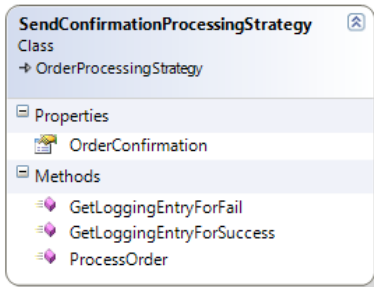 SendConfirmationProcessingStrategy
Class
OrderProcessingStrategy
Properties
OrderConfirmation
Methods
GetLoggingEntryForFail
GetLoggingEntryForSuccess
ProcessOrder